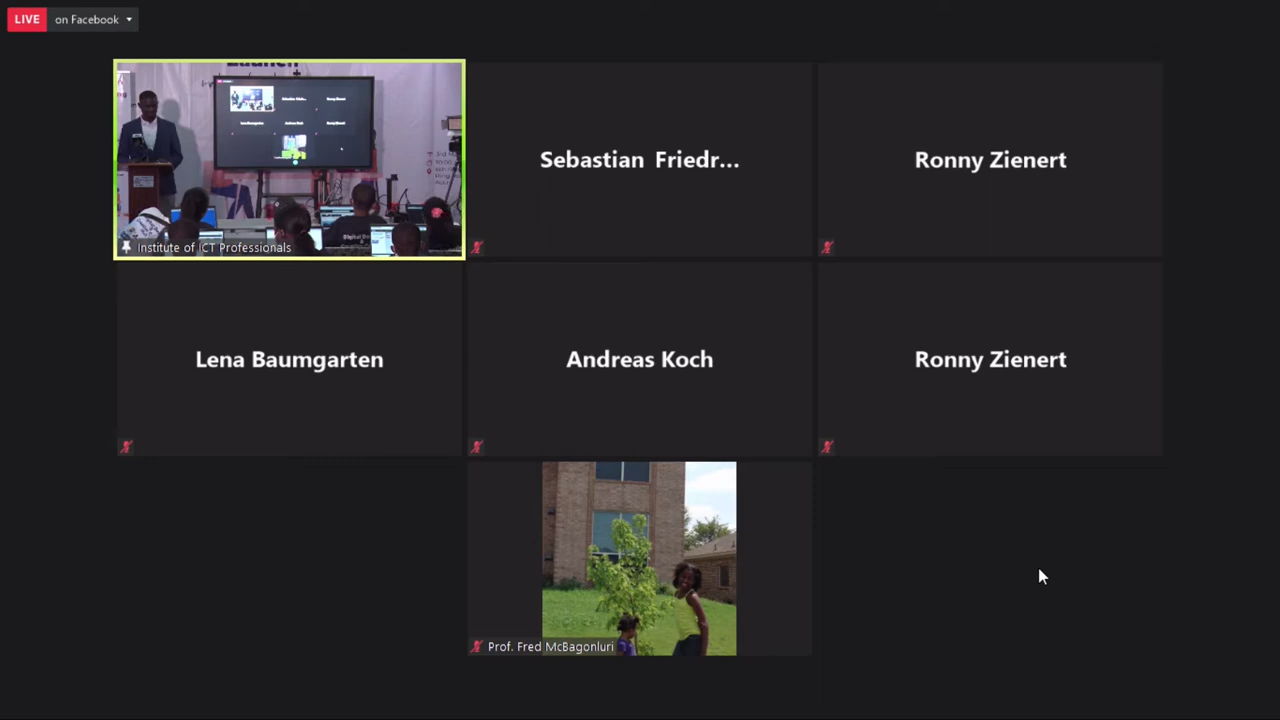 LIVE on Facebook
Launch
Institute of ICT Professionals
Sebastian Friedr...
Ronny Zienert
Lena Baumgarten
Andreas Koch
Ronny Zienert
Prof. Fred McBagonluri